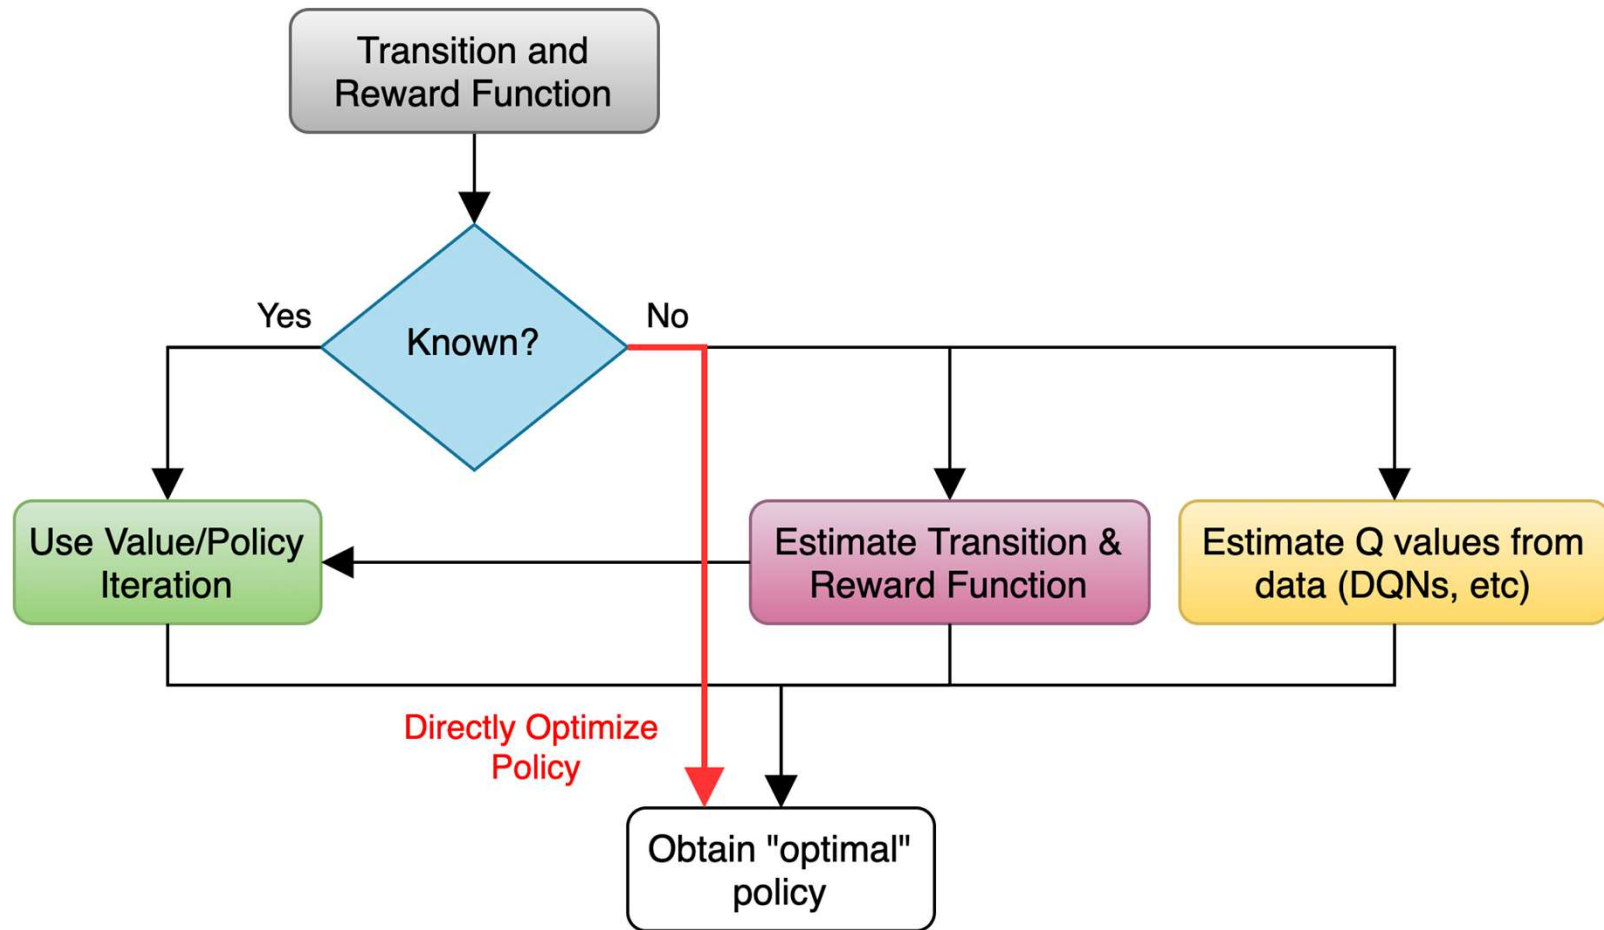 Transition and
Reward Function
Yes
Known?
No
Use Value/Policy
Iteration
Estimate Transition &
Reward Function
Estimate Q values from
data (DQNs, etc)
Directly Optimize
Policy
Obtain "optimal"
policy